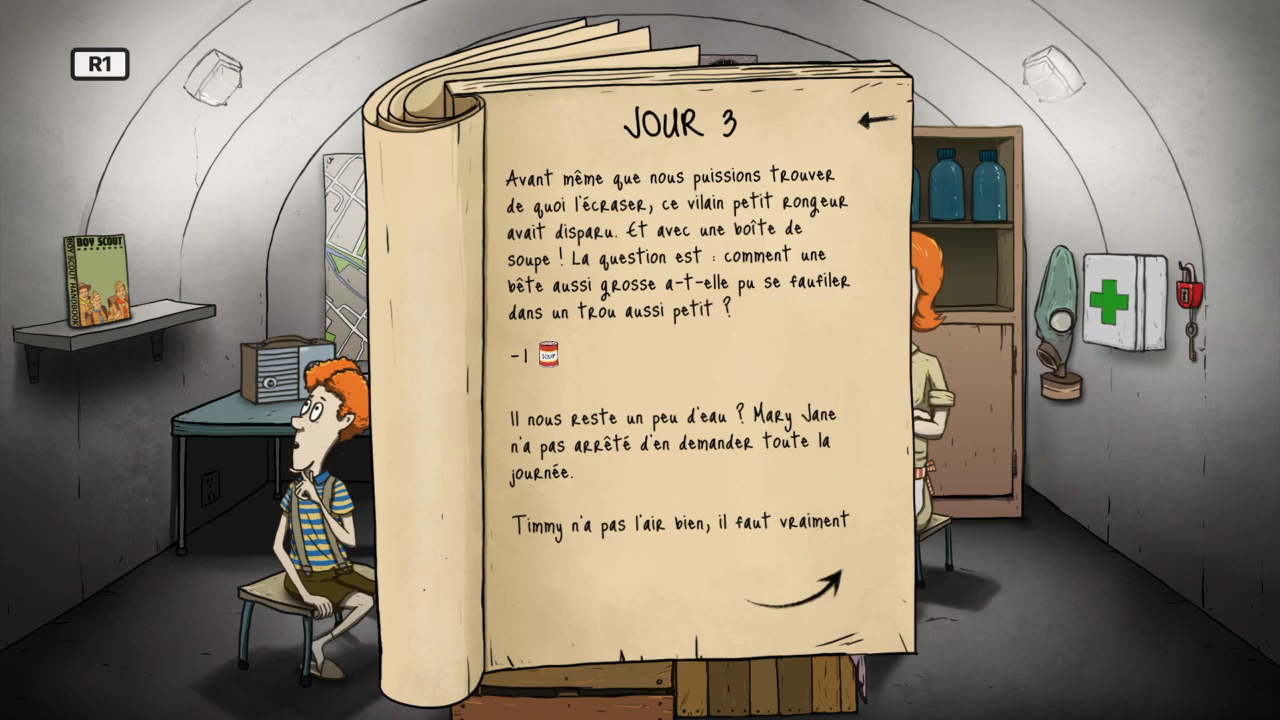 R1
JOUR 3
Avant même que nous puissions trouver
de quoi l'écraser, ce vilain petit rongeur
avait disparu. Et avec une boîte de
soupe ! La question est : comment une
bête aussi grosse a-t-elle pu se faufiler
dans un trou aussi petit ?
-1 SOUP
Il nous reste un peu d'eau ? Mary Jane
n'a pas arrêté d'en demander toute la
journée.
Timmy n'a pas l'air bien, il faut vraiment
BOY SCOUT
BOY SCOUT HANDBOOK